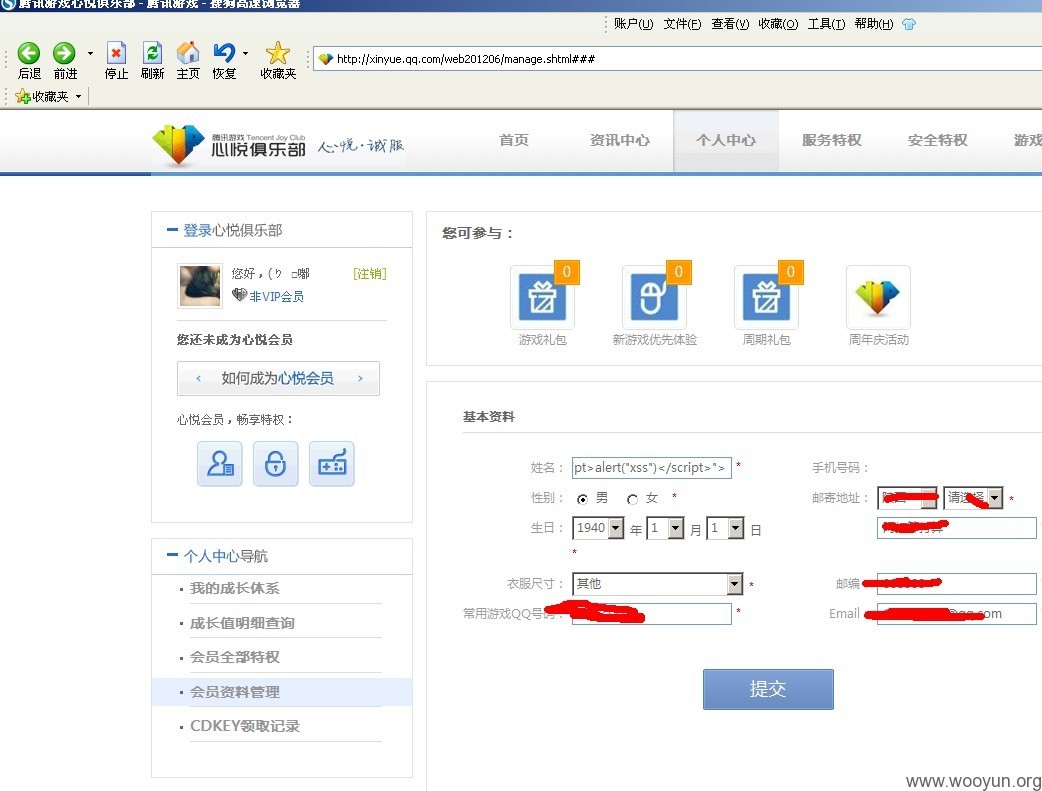 腾讯游戏心悦俱乐部 - 腾讯游戏 - 搜狗高速浏览器
账户(U) 文件(F) 查看(V) 收藏(O) 工具(T) 帮助(H)
后退 前进 停止 刷新 主页 恢复 收藏夹
http://xinyue.qq.com/web201206/manage.shtml###
收藏夹
腾讯游戏 Tencent Joy Club
心悦俱乐部 心悦·诚服
首页 资讯中心 个人中心 服务特权 安全特权 游戏
登录心悦俱乐部
您好，(り □嘟 [注销]
非VIP会员
您还未成为心悦会员
‹ 如何成为心悦会员 ›
心悦会员，畅享特权：
个人中心导航
· 我的成长体系
· 成长值明细查询
· 会员全部特权
· 会员资料管理
· CDKEY领取记录
您可参与：
0 0 0
游戏礼包 新游戏优先体验 周期礼包 周年庆活动
基本资料
姓名： pt>alert("xss")</script>"> * 手机号码：
性别： 男 女 * 邮寄地址： 请选择 *
生日： 1940 年 1 月 1 日
*
衣服尺寸： 其他 * 邮编
常用游戏QQ号码： * Email @qq.com
提交
www.wooyun.org